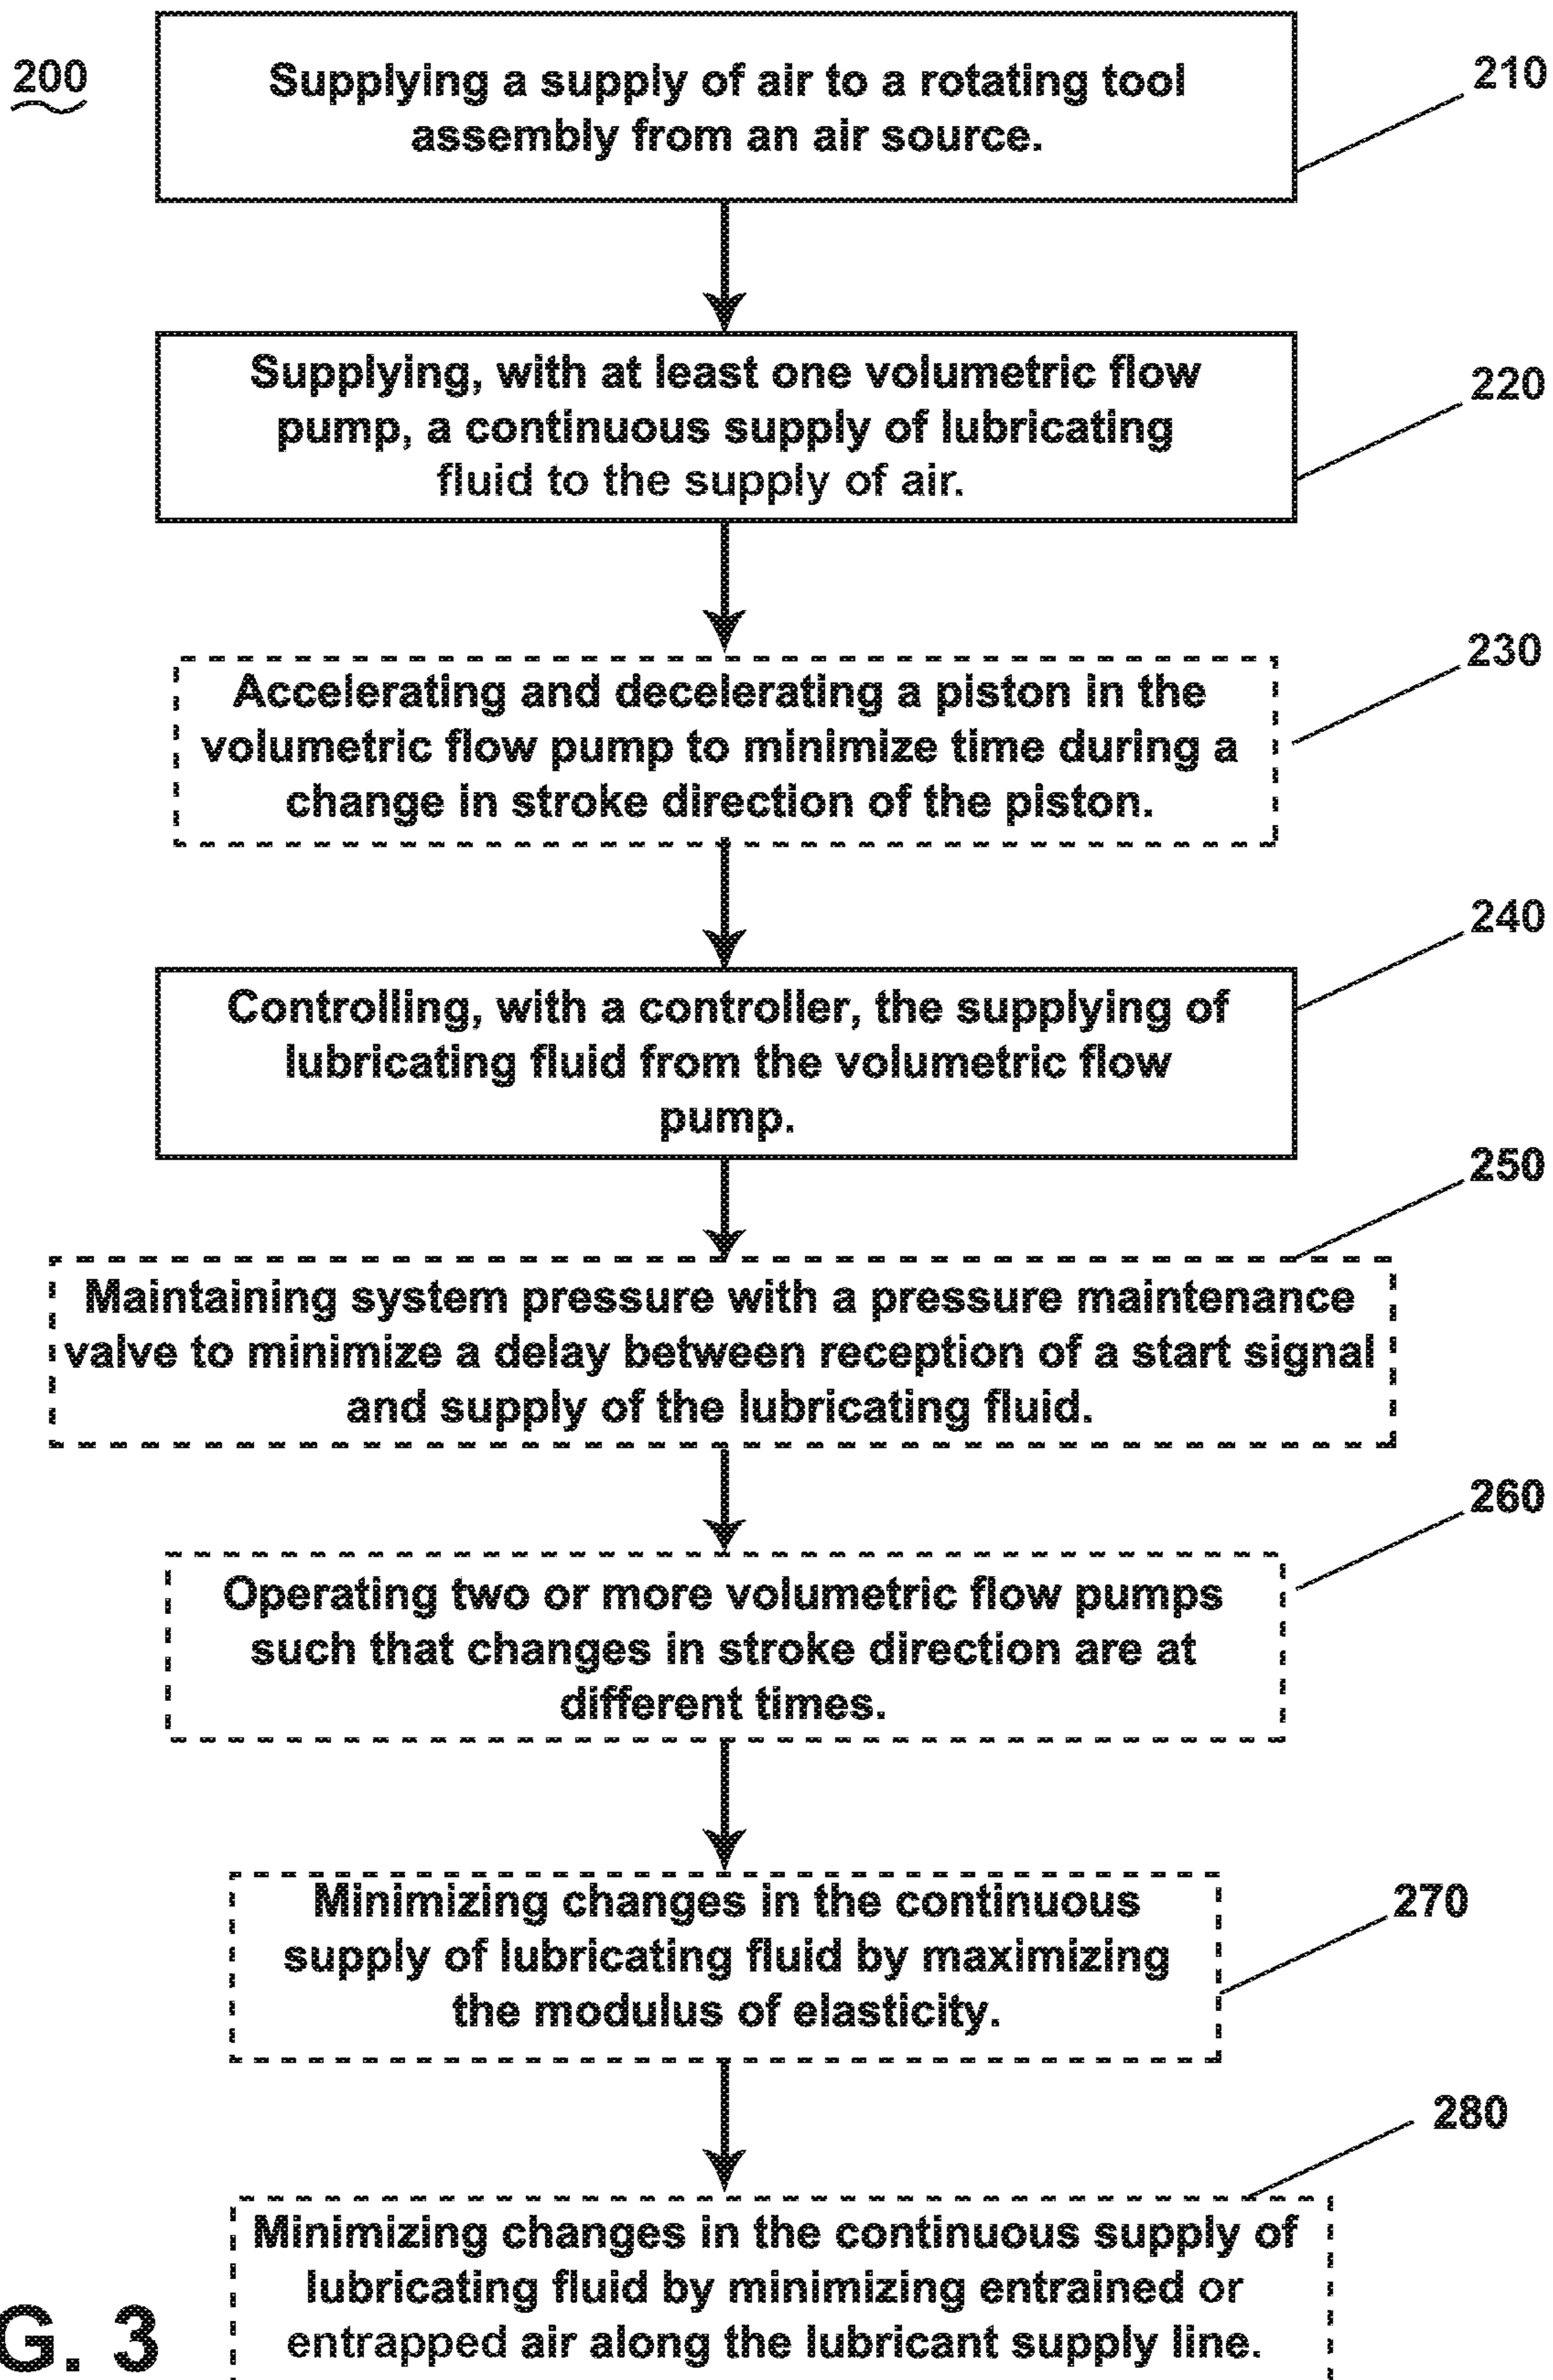 200
Supplying a supply of air to a rotating tool
assembly from an air source.
210
Supplying, with at least one volumetric flow
pump, a continuous supply of lubricating
fluid to the supply of air.
220
Accelerating and decelerating a piston in the
volumetric flow pump to minimize time during a
change in stroke direction of the piston.
230
Controlling, with a controller, the supplying of
lubricating fluid from the volumetric flow
pump.
240
Maintaining system pressure with a pressure maintenance
valve to minimize a delay between reception of a start signal
and supply of the lubricating fluid.
250
Operating two or more volumetric flow pumps
such that changes in stroke direction are at
different times.
260
Minimizing changes in the continuous
supply of lubricating fluid by maximizing
the modulus of elasticity.
270
Minimizing changes in the continuous supply of
lubricating fluid by minimizing entrained or
entrapped air along the lubricant supply line.
280
G. 3